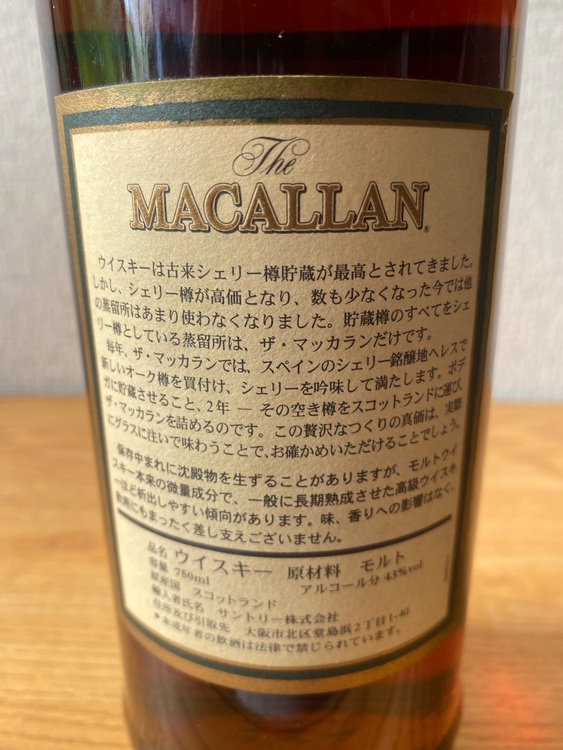 The
MACALLAN
ウイスキーは古来シェリー樽貯蔵が最高とされてきました。
しかし、シェリー樽が高価となり、数も少なくなった今では他
の蒸留所はあまり使わなくなりました。貯蔵樽のすべてをシェ
リー樽としている蒸留所は、ザ・マッカランだけです。
毎年、ザ・マッカランでは、スペインのシェリー銘醸地ヘレスで
新しいオーク樽を買付け、シェリーを吟味して満たします。ボデ
ガに貯蔵させること、2年 ― その空き樽をスコットランドに運び、
ザ・マッカランを詰めるのです。この贅沢なつくりの真価は、実際
にグラスに注いで味わうことで、お確かめいただけることでしょう。
保存中まれに沈殿物を生ずることがありますが、モルトウイ
スキー本来の微量成分で、一般に長期熟成させた高級ウイスキ
ーほど析出しやすい傾向があります。味、香りへの影響はなく、
飲用にもまったく差し支えございません。
品名 ウイスキー 原材料 モルト
容量 750ml アルコール分 43%vol
原産国 スコットランド
輸入者氏名 サントリー株式会社
住所及び引取先 大阪市北区堂島浜2丁目1-40
*未成年者の飲酒は法律で禁じられています。